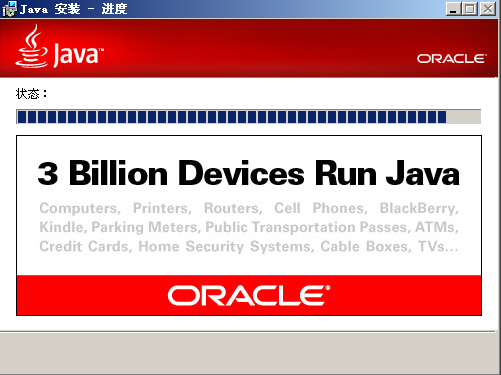 Java 安装 - 进度
Java™
ORACLE
状态：
3 Billion Devices Run Java
Computers, Printers, Routers, Cell Phones, BlackBerry,
Kindle, Parking Meters, Public Transportation Passes, ATMs,
Credit Cards, Home Security Systems, Cable Boxes, TVs...
ORACLE®